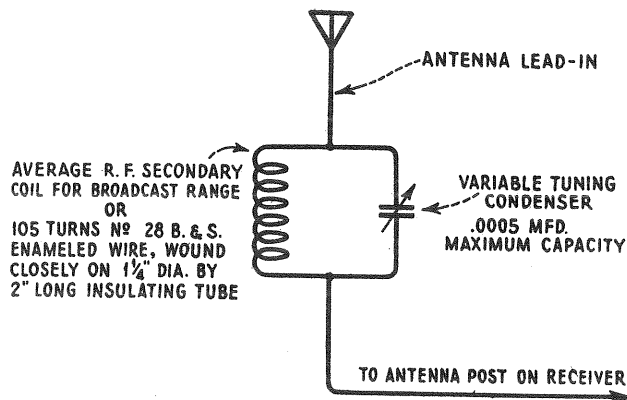 ANTENNA LEAD-IN
AVERAGE R.F. SECONDARY
COIL FOR BROADCAST RANGE
OR
105 TURNS Nº 28 B.& S.
ENAMELED WIRE, WOUND
CLOSELY ON 1¼" DIA. BY
2" LONG INSULATING TUBE
VARIABLE TUNING
CONDENSER
.0005 MFD.
MAXIMUM CAPACITY
TO ANTENNA POST ON RECEIVER